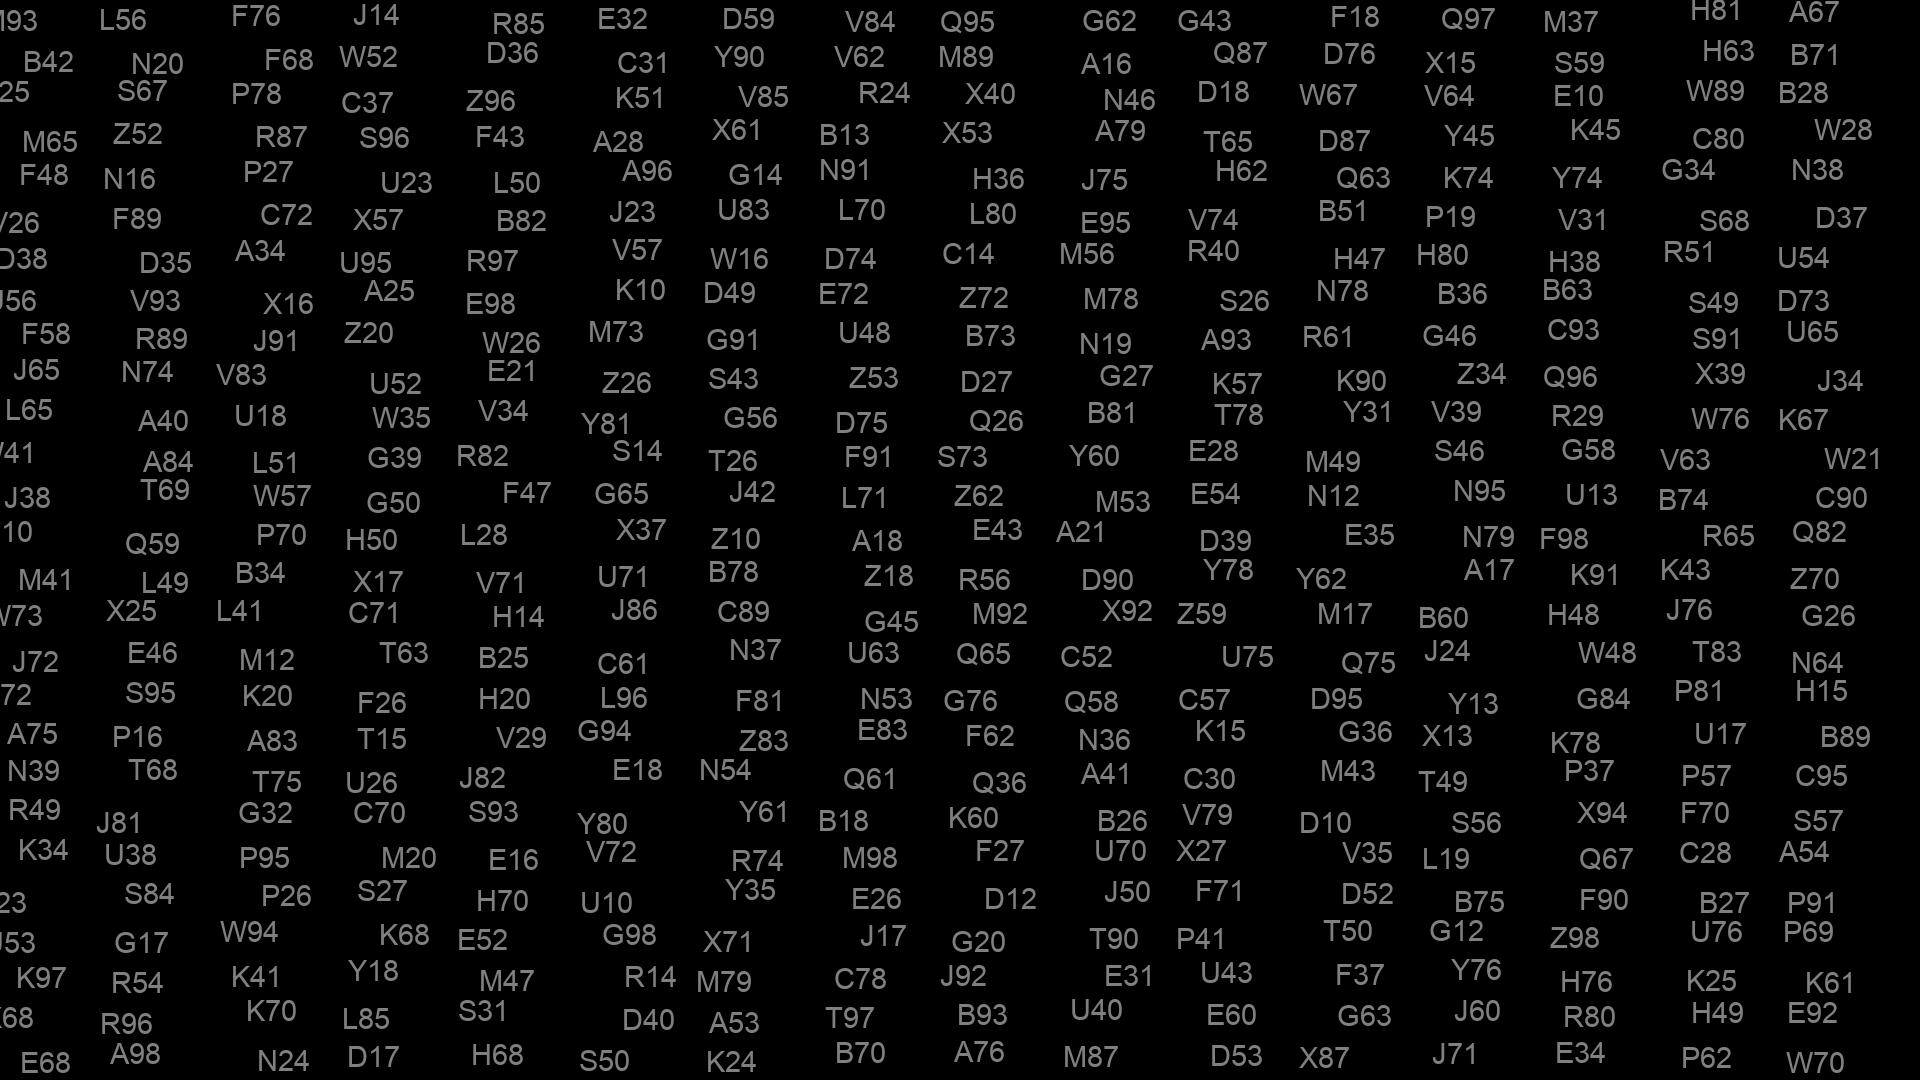 L56 F76 J14 R85 E32 D59 V84 Q95 G62 G43 F18 Q97 M37 H81 A67
B42 N20 F68 W52 D36 C31 Y90 V62 M89 A16 Q87 D76 X15 S59 H63 B71
25 S67 P78 C37 Z96 K51 V85 R24 X40 N46 D18 W67 V64 E10 W89 B28
M65 Z52 R87 S96 F43 A28 X61 B13 X53 A79 T65 D87 Y45 K45 C80 W28
F48 N16 P27 U23 L50 A96 G14 N91 H36 J75 H62 Q63 K74 Y74 G34 N38
V26 F89 C72 X57 B82 J23 U83 L70 L80 E95 V74 B51 P19 V31 S68 D37
D38 D35 A34 U95 R97 V57 W16 D74 C14 M56 R40 H47 H80 H38 R51 U54
56 V93 X16 A25 E98 K10 D49 E72 Z72 M78 S26 N78 B36 B63 S49 D73
F58 R89 J91 Z20 W26 M73 G91 U48 B73 N19 A93 R61 G46 C93 S91 U65
J65 N74 V83 U52 E21 Z26 S43 Z53 D27 G27 K57 K90 Z34 Q96 X39 J34
L65 A40 U18 W35 V34 Y81 G56 D75 Q26 B81 T78 Y31 V39 R29 W76 K67
41 A84 L51 G39 R82 S14 T26 F91 S73 Y60 E28 M49 S46 G58 V63 W21
J38 T69 W57 G50 F47 G65 J42 L71 Z62 M53 E54 N12 N95 U13 B74 C90
10 Q59 P70 H50 L28 X37 Z10 A18 E43 A21 D39 E35 N79 F98 R65 Q82
M41 L49 B34 X17 V71 U71 B78 Z18 R56 D90 Y78 Y62 A17 K91 K43 Z70
W73 X25 L41 C71 H14 J86 C89 G45 M92 X92 Z59 M17 B60 H48 J76 G26
J72 E46 M12 T63 B25 C61 N37 U63 Q65 C52 U75 Q75 J24 W48 T83 N64
72 S95 K20 F26 H20 L96 F81 N53 G76 Q58 C57 D95 Y13 G84 P81 H15
A75 P16 A83 T15 V29 G94 Z83 E83 F62 N36 K15 G36 X13 K78 U17 B89
N39 T68 T75 U26 J82 E18 N54 Q61 Q36 A41 C30 M43 T49 P37 P57 C95
R49 J81 G32 C70 S93 Y80 Y61 B18 K60 B26 V79 D10 S56 X94 F70 S57
K34 U38 P95 M20 E16 V72 R74 M98 F27 U70 X27 V35 L19 Q67 C28 A54
23 S84 P26 S27 H70 U10 Y35 E26 D12 J50 F71 D52 B75 F90 B27 P91
53 G17 W94 K68 E52 G98 X71 J17 G20 T90 P41 T50 G12 Z98 U76 P69
K97 R54 K41 Y18 M47 R14 M79 C78 J92 E31 U43 F37 Y76 H76 K25 K61
68 R96 K70 L85 S31 D40 A53 T97 B93 U40 E60 G63 J60 R80 H49 E92
E68 A98 N24 D17 H68 S50 K24 B70 A76 M87 D53 X87 J71 E34 P62 W70